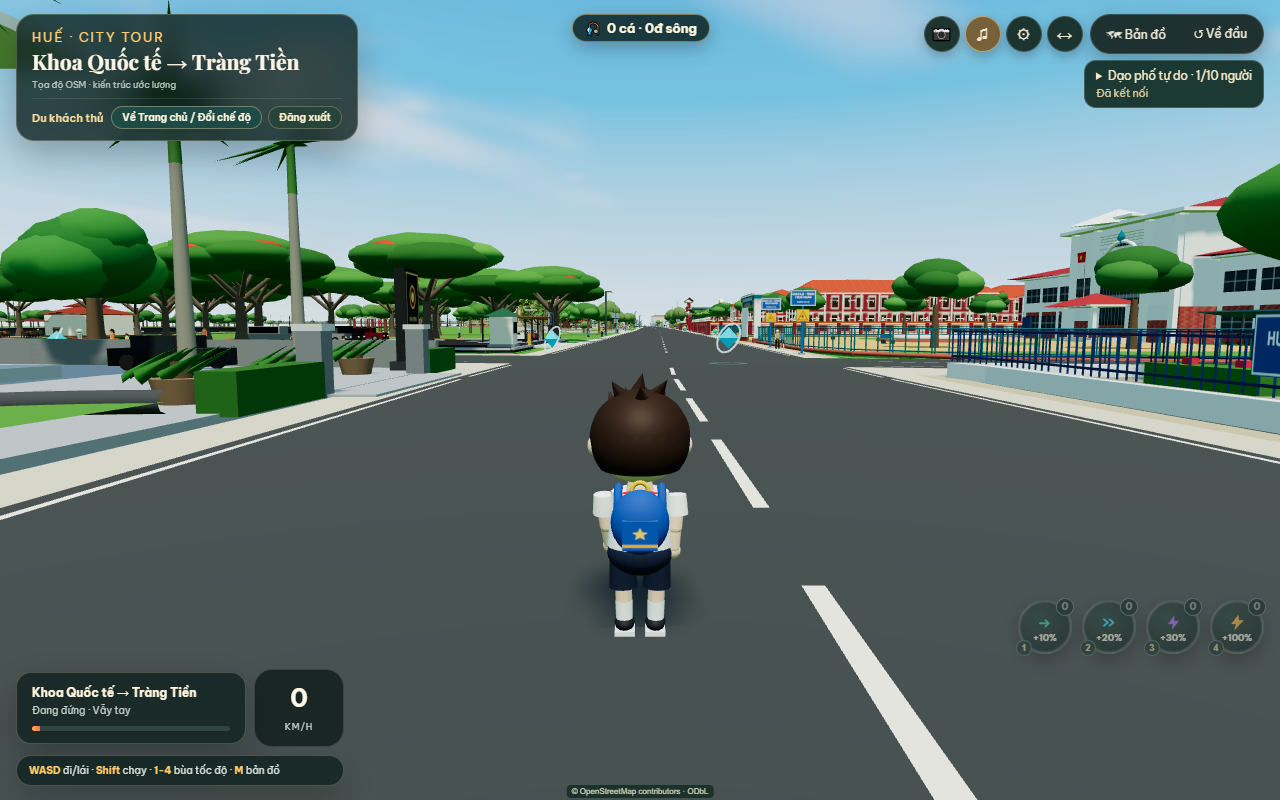 HUẾ · CITY TOUR
Khoa Quốc tế → Tràng Tiền
Tọa độ OSM · kiến trúc ước lượng
Du khách thủ
Về Trang chủ / Đổi chế độ
Đăng xuất
0 cá · 0đ sông
Bản đồ
↺ Về đầu
▶ Dạo phố tự do · 1/10 người
Đã kết nối
HU
0
+10%
1
0
+20%
2
0
+30%
3
0
+100%
4
Khoa Quốc tế → Tràng Tiền
Đang đứng · Vẫy tay
0
KM/H
WASD đi/lái · Shift chạy · 1-4 bùa tốc độ · M bản đồ
© OpenStreetMap contributors · ODbL